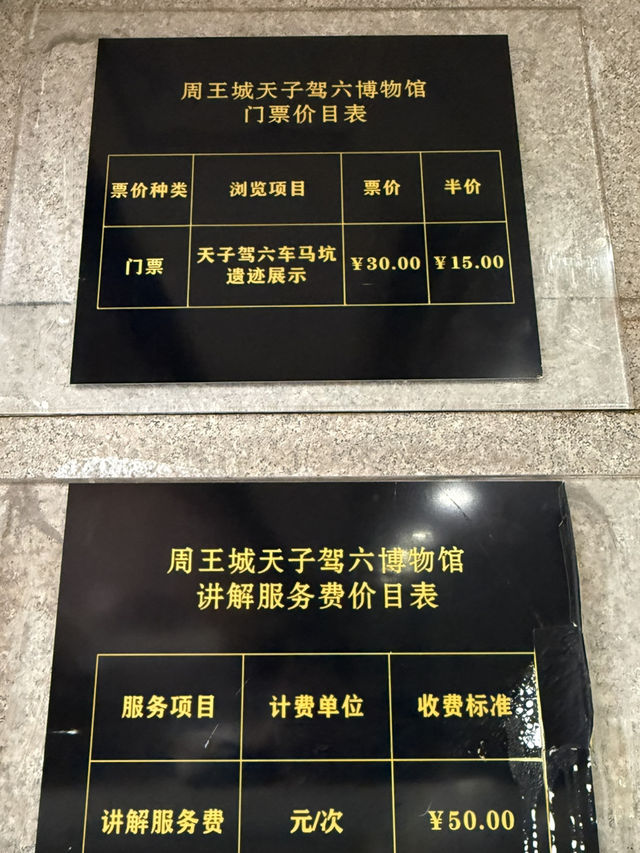 周王城天子驾六博物馆
门票价目表
票价种类 浏览项目 票价 半价
门票 天子驾六车马坑 ¥30.00 ¥15.00
遗迹展示
周王城天子驾六博物馆
讲解服务费价目表
服务项目 计费单位 收费标准
讲解服务费 元/次 ¥50.00